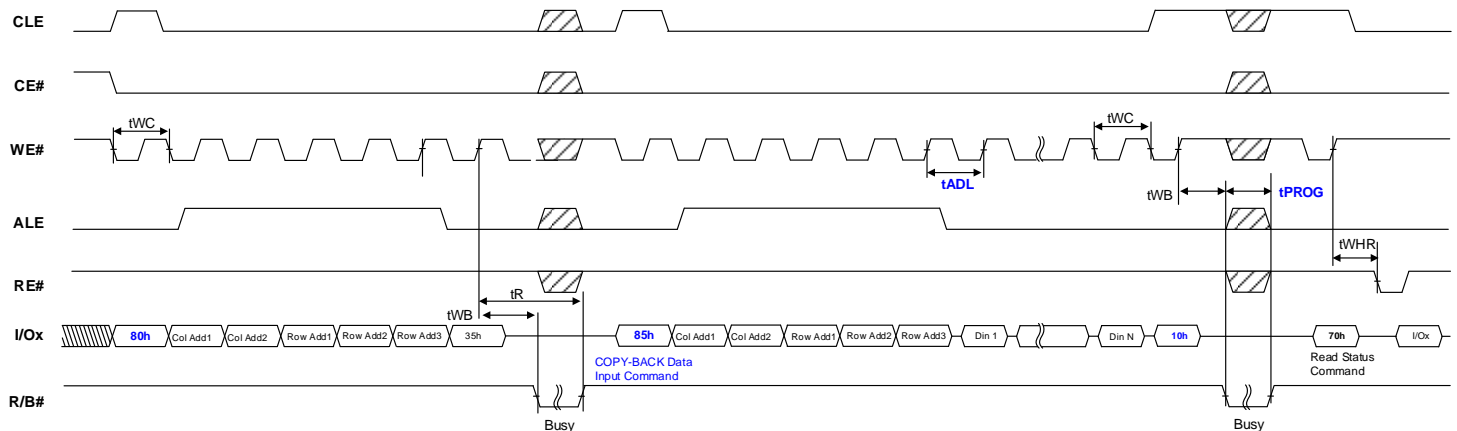 CLE
CE#
tWC
tWC
WE#
tADL
tWB
tPROG
ALE
tWHR
RE#
tR
tWB
I/Ox 80h Col Add1 Col Add2 Row Add1 Row Add2 Row Add3 35h 85h Col Add1 Col Add2 Row Add1 Row Add2 Row Add3 Din 1 Din N 10h 70h I/Ox
COPY-BACK Data
Input Command
Read Status
Command
R/B#
Busy
Busy